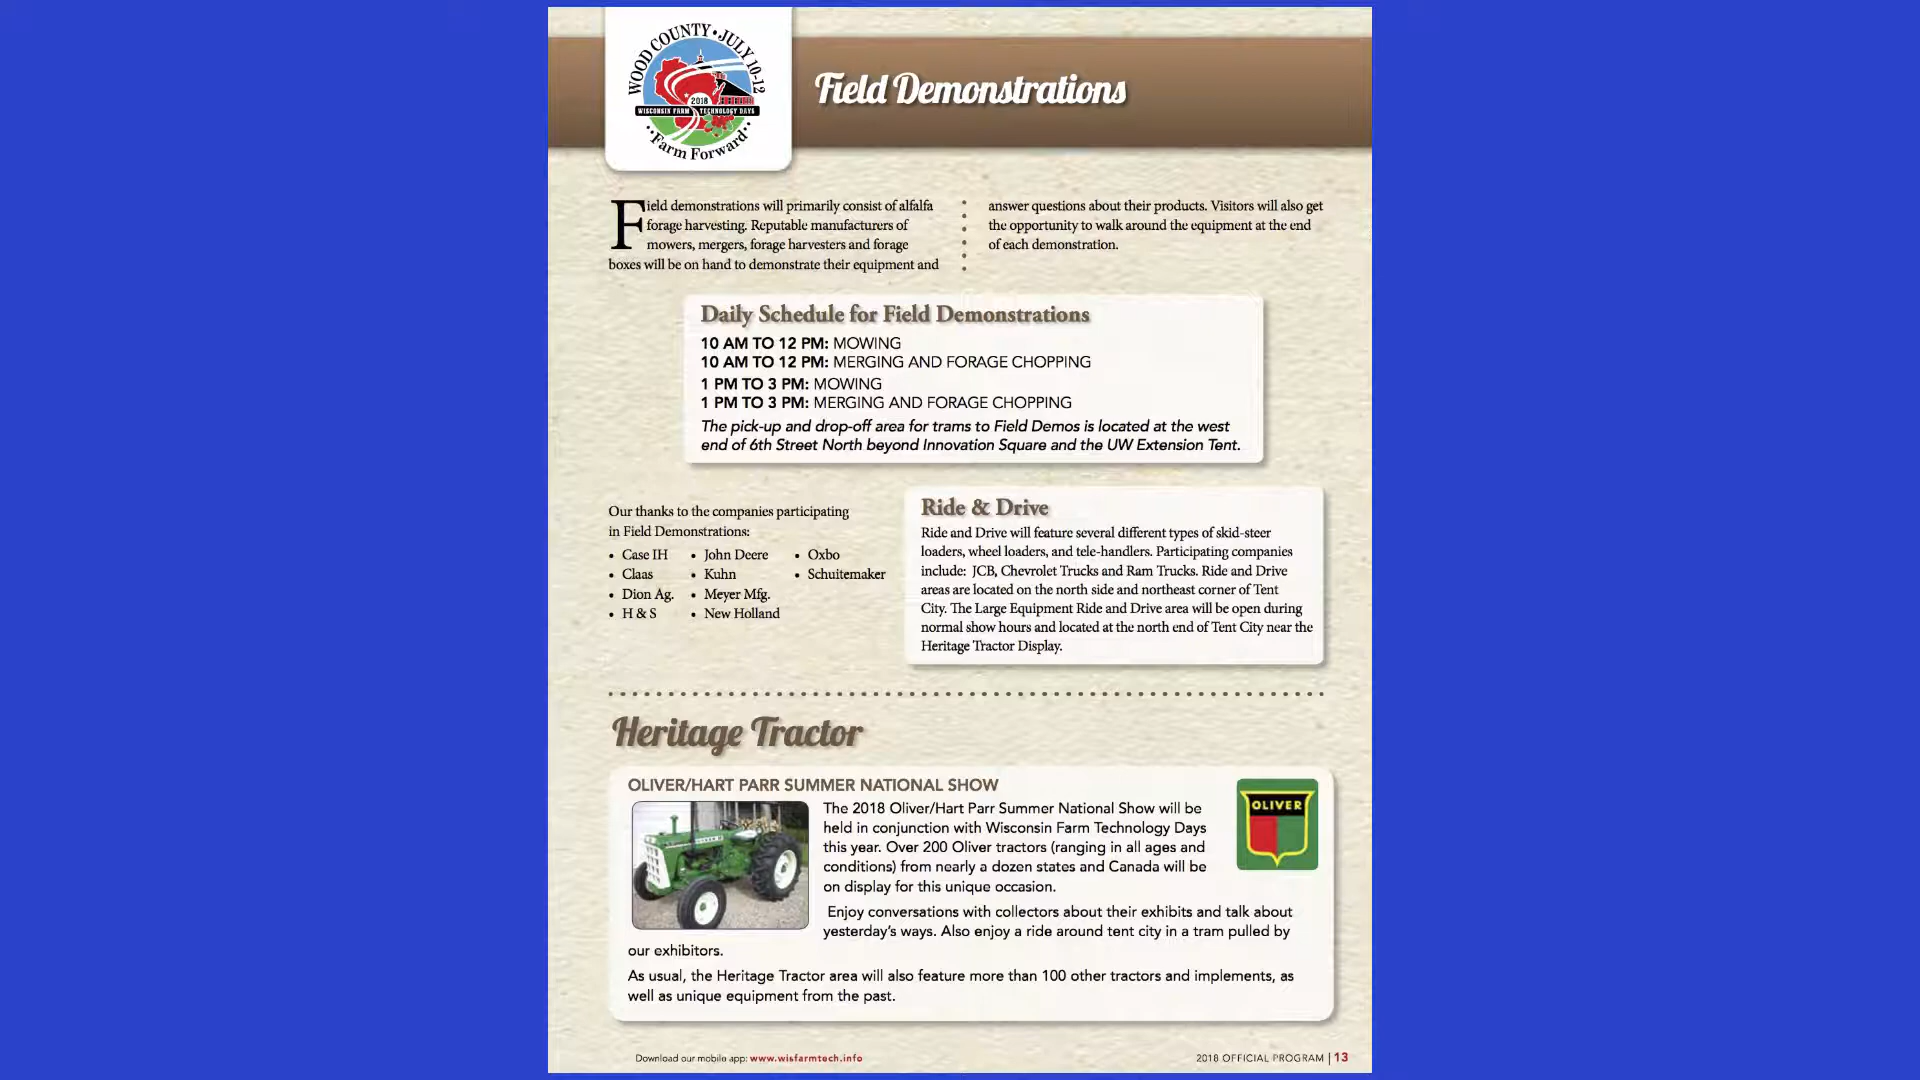 WOOD COUNTY • JULY 10-12
2018
WISCONSIN FARM TECHNOLOGY DAYS
Farm Forward
Field Demonstrations
Field demonstrations will primarily consist of alfalfa
forage harvesting. Reputable manufacturers of
mowers, mergers, forage harvesters and forage
boxes will be on hand to demonstrate their equipment and
answer questions about their products. Visitors will also get
the opportunity to walk around the equipment at the end
of each demonstration.
Daily Schedule for Field Demonstrations
10 AM TO 12 PM: MOWING
10 AM TO 12 PM: MERGING AND FORAGE CHOPPING
1 PM TO 3 PM: MOWING
1 PM TO 3 PM: MERGING AND FORAGE CHOPPING
The pick-up and drop-off area for trams to Field Demos is located at the west
end of 6th Street North beyond Innovation Square and the UW Extension Tent.
Our thanks to the companies participating
in Field Demonstrations:
• Case IH
• Claas
• Dion Ag.
• H & S
• John Deere
• Kuhn
• Meyer Mfg.
• New Holland
• Oxbo
• Schuitemaker
Ride & Drive
Ride and Drive will feature several different types of skid-steer
loaders, wheel loaders, and tele-handlers. Participating companies
include: JCB, Chevrolet Trucks and Ram Trucks. Ride and Drive
areas are located on the north side and northeast corner of Tent
City. The Large Equipment Ride and Drive area will be open during
normal show hours and located at the north end of Tent City near the
Heritage Tractor Display.
Heritage Tractor
OLIVER/HART PARR SUMMER NATIONAL SHOW
The 2018 Oliver/Hart Parr Summer National Show will be
held in conjunction with Wisconsin Farm Technology Days
this year. Over 200 Oliver tractors (ranging in all ages and
conditions) from nearly a dozen states and Canada will be
on display for this unique occasion.
OLIVER
Enjoy conversations with collectors about their exhibits and talk about
yesterday's ways. Also enjoy a ride around tent city in a tram pulled by
our exhibitors.
As usual, the Heritage Tractor area will also feature more than 100 other tractors and implements, as
well as unique equipment from the past.
Download our mobile app: www.wisfarmtech.info
2018 OFFICIAL PROGRAM | 13